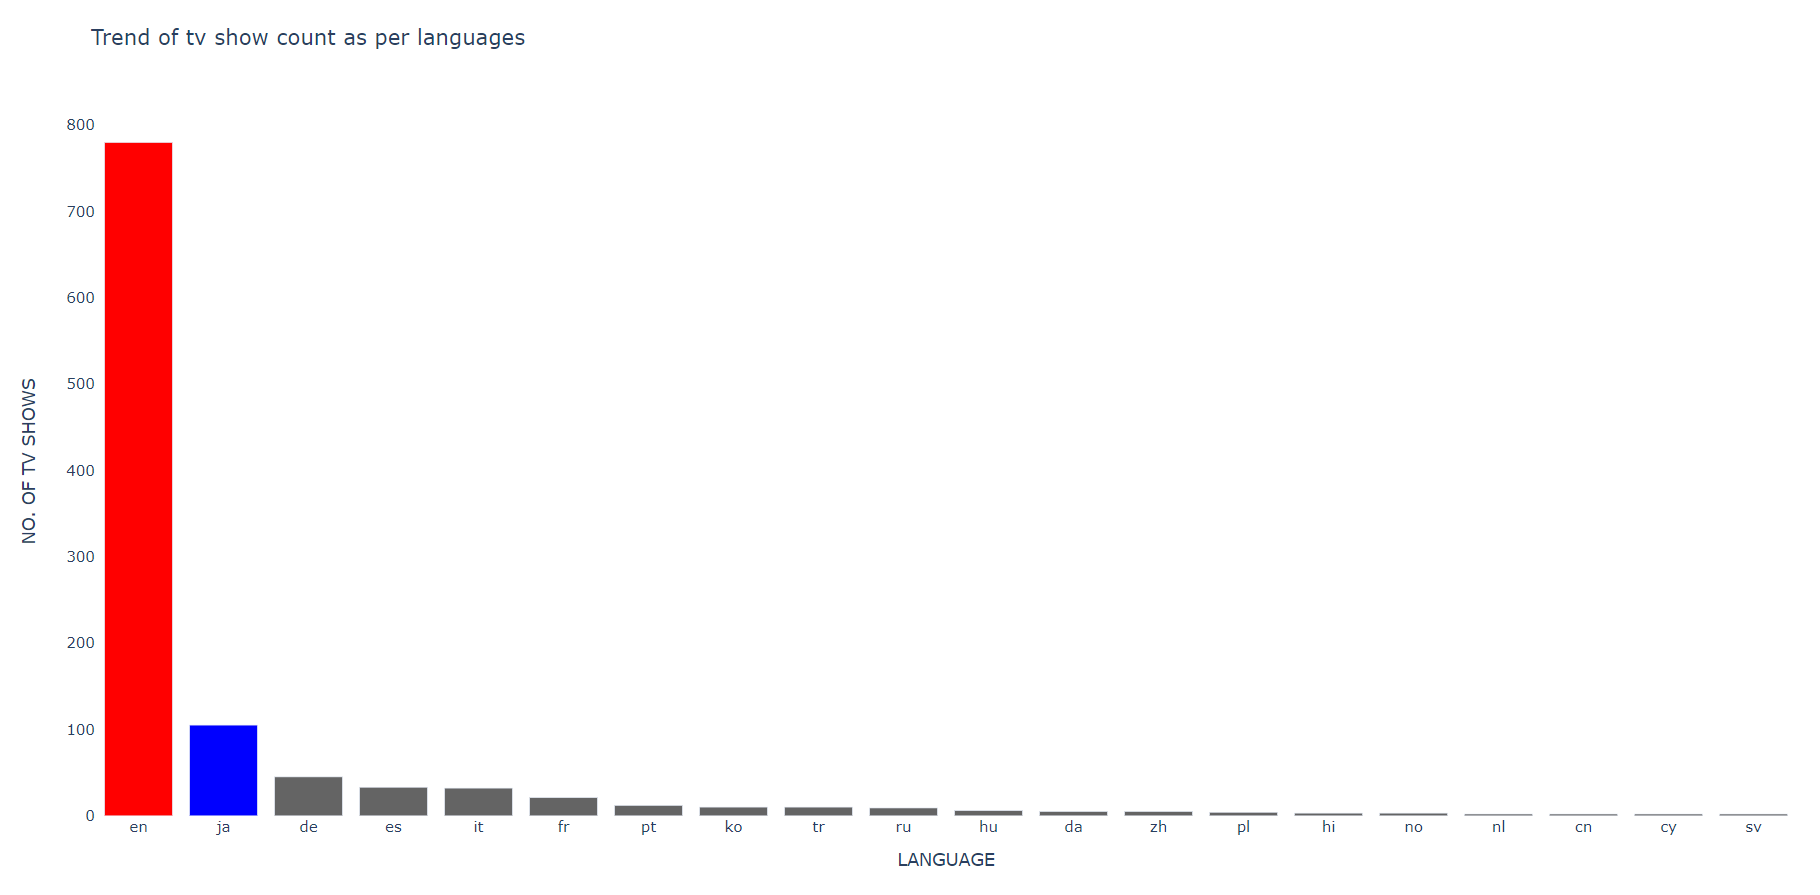 Trend of tv show count as per languages
800
700
600
500
400
300
200
100
0
NO. OF TV SHOWS
en ja de es it fr pt ko tr ru hu da zh pl hi no nl cn cy sv
LANGUAGE